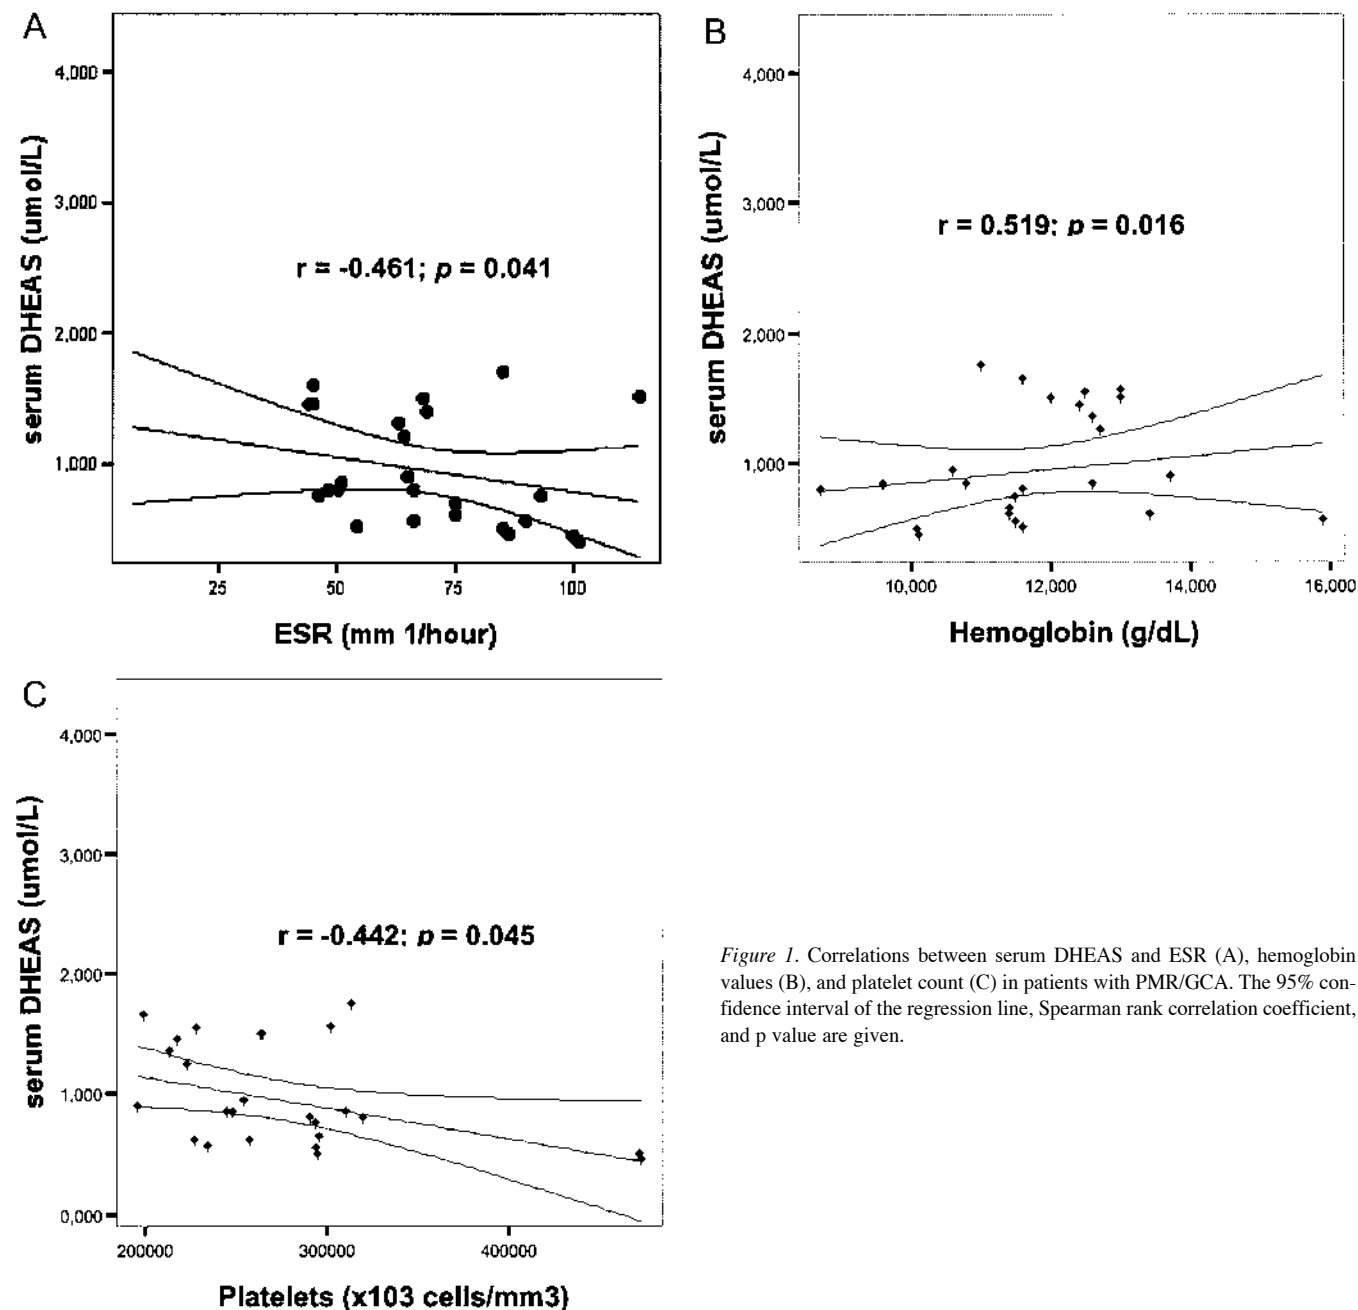 A
4,000
3,000
2,000
1,000
serum DHEAS (umol/L)
r = -0.461; p = 0.041
25 50 75 100
ESR (mm 1/hour)
B
4,000
3,000
2,000
1,000
serum DHEAS (umol/L)
r = 0.519; p = 0.016
10,000 12,000 14,000 16,000
Hemoglobin (g/dL)
C
4,000
3,000
2,000
1,000
0,000
serum DHEAS (umol/L)
r = -0.442; p = 0.045
200000 300000 400000
Platelets (x103 cells/mm3)
Figure 1. Correlations between serum DHEAS and ESR (A), hemoglobin
values (B), and platelet count (C) in patients with PMR/GCA. The 95% con-
fidence interval of the regression line, Spearman rank correlation coefficient,
and p value are given.